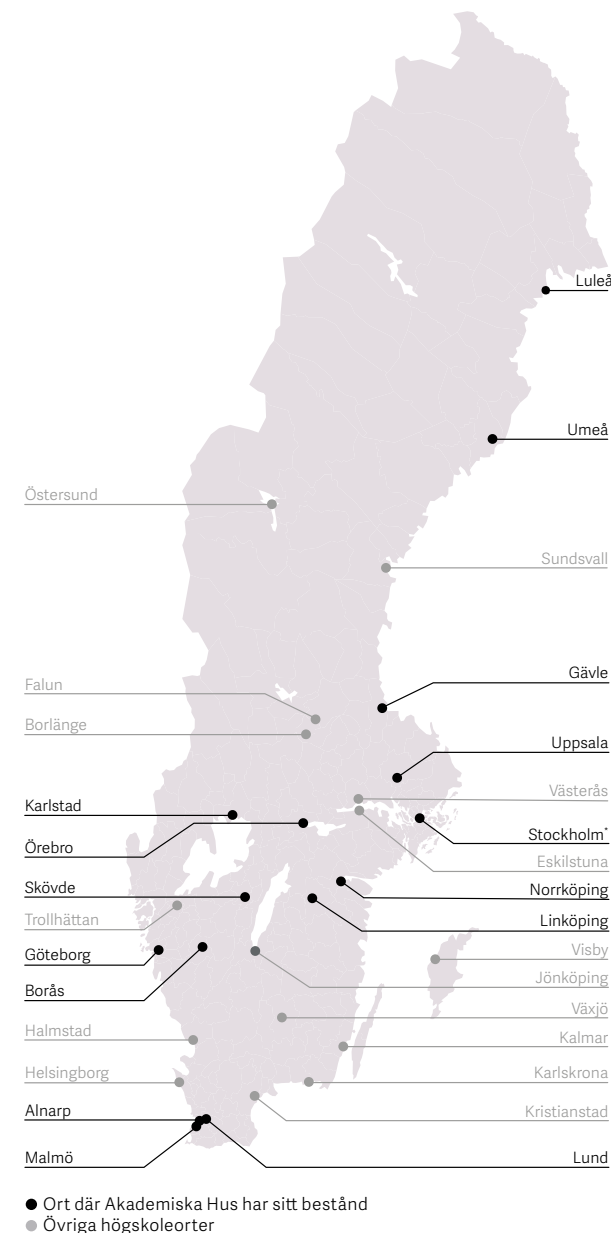 Luleå
Umeå
Östersund
Sundsvall
Falun
Gävle
Borlänge
Uppsala
Västerås
Karlstad
Stockholm*
Örebro
Eskilstuna
Skövde
Norrköping
Trollhättan
Linköping
Göteborg
Visby
Jönköping
Borås
Växjö
Halmstad
Kalmar
Helsingborg
Karlskrona
Alnarp
Kristianstad
Malmö
Lund
Ort där Akademiska Hus har sitt bestånd
Övriga högskoleorter